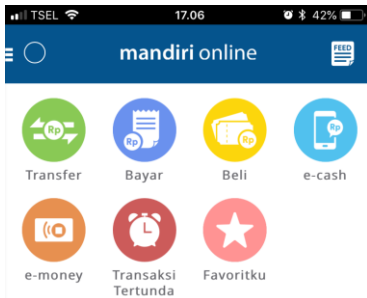 TSEL 17.06 42%
mandiri online FEED
Rp Rp Rp Rp
Transfer Bayar Beli e-cash
e-money Transaksi Favoritku
Tertunda